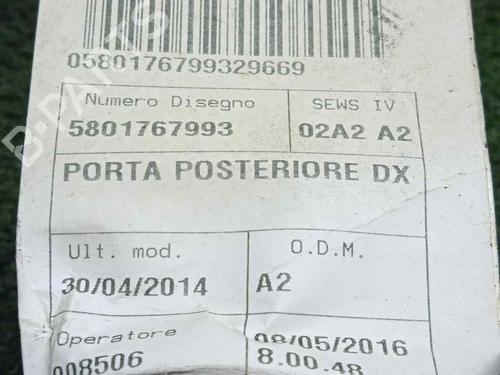 0580176799329669
Numero Disegno
SEWS IV
5801767993
02A2 A2
PORTA POSTERIORE DX
Ult. mod.
O.D.M.
30/04/2014
A2
Operatore
008506
08/05/2016
8.00.48
B-PARTS